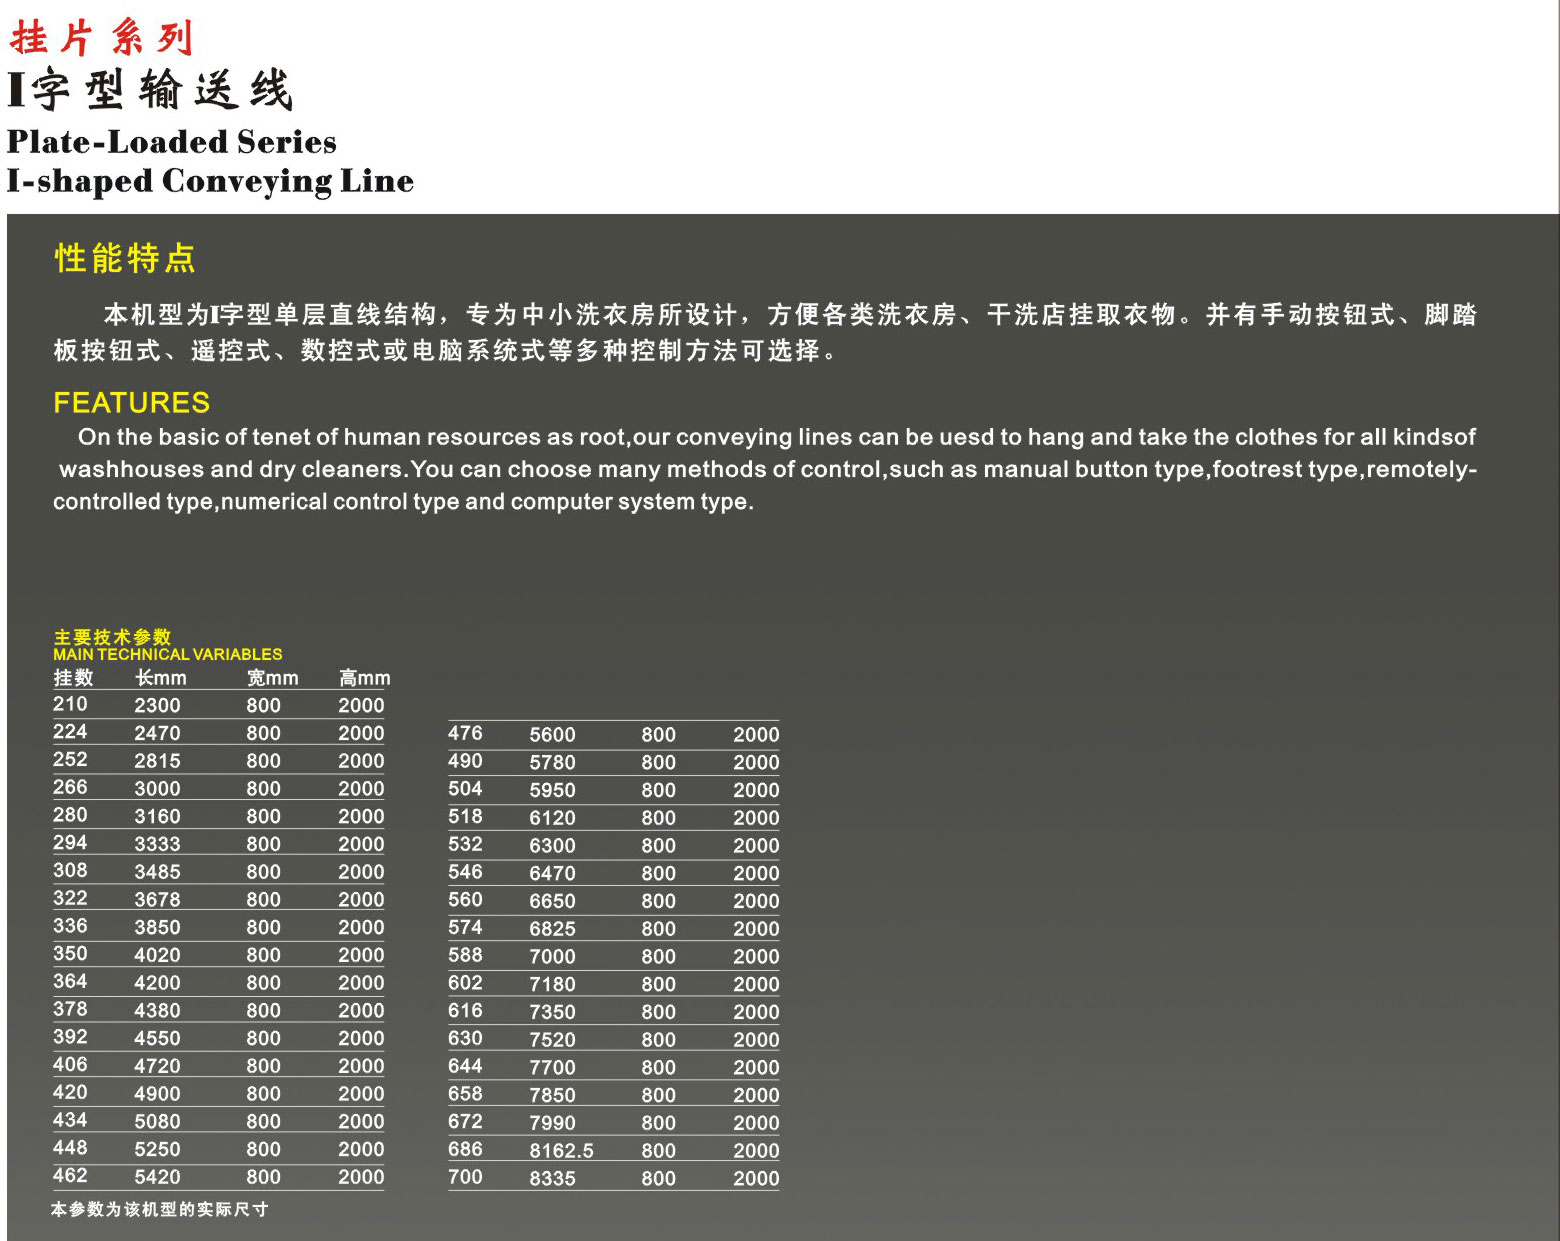 挂片系列
I字型输送线
Plate-Loaded Series
I-shaped Conveying Line
性能特点
本机型为I字型单层直线结构，专为中小洗衣房所设计，方便各类洗衣房、干洗店挂取衣物。并有手动按钮式、脚踏
板按钮式、遥控式、数控式或电脑系统式等多种控制方法可选择。
FEATURES
On the basic of tenet of human resources as root,our conveying lines can be uesd to hang and take the clothes for all kindsof
washhouses and dry cleaners.You can choose many methods of control,such as manual button type,footrest type,remotely-
controlled type,numerical control type and computer system type.
主要技术参数
MAIN TECHNICAL VARIABLES
挂数 长mm 宽mm 高mm
210 2300 800 2000
224 2470 800 2000
252 2815 800 2000
266 3000 800 2000
280 3160 800 2000
294 3333 800 2000
308 3485 800 2000
322 3678 800 2000
336 3850 800 2000
350 4020 800 2000
364 4200 800 2000
378 4380 800 2000
392 4550 800 2000
406 4720 800 2000
420 4900 800 2000
434 5080 800 2000
448 5250 800 2000
462 5420 800 2000
476 5600 800 2000
490 5780 800 2000
504 5950 800 2000
518 6120 800 2000
532 6300 800 2000
546 6470 800 2000
560 6650 800 2000
574 6825 800 2000
588 7000 800 2000
602 7180 800 2000
616 7350 800 2000
630 7520 800 2000
644 7700 800 2000
658 7850 800 2000
672 7990 800 2000
686 8162.5 800 2000
700 8335 800 2000
本参数为该机型的实际尺寸